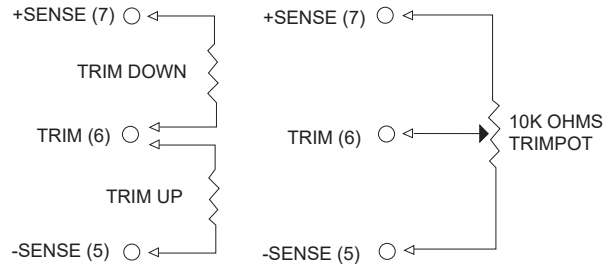 +SENSE (7)
TRIM DOWN
TRIM (6)
TRIM UP
-SENSE (5)
+SENSE (7)
TRIM (6)
10K OHMS
TRIMPOT
-SENSE (5)